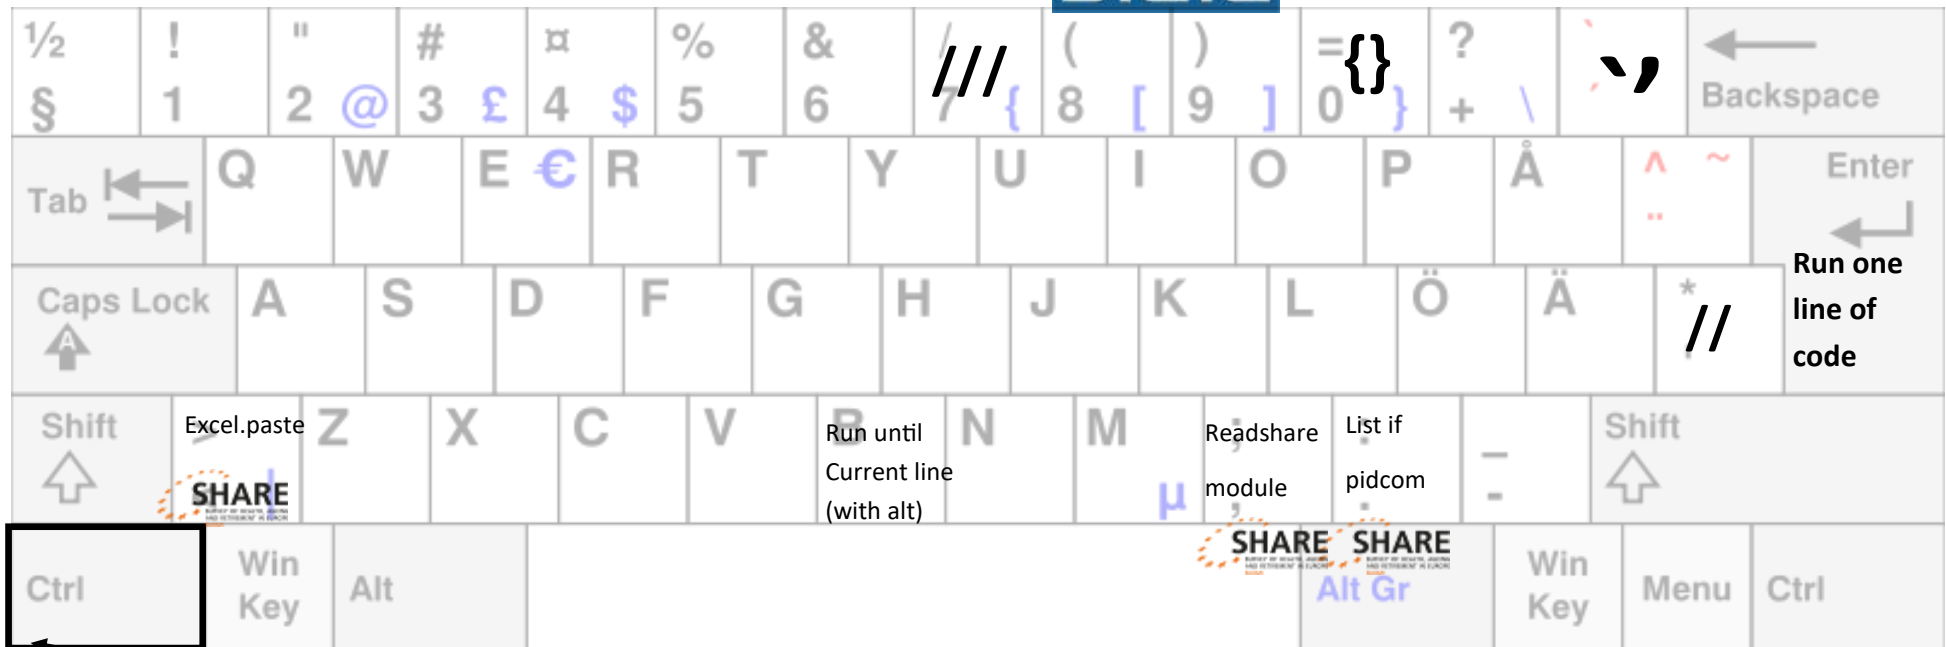 ½ ! " # ¤ % & / /// ( ) = {} ? ` `, Backspace
§ 1 2 @ 3 £ 4 $ 5 6 7 { 8 [ 9 ] 0 } + \ ´
Tab Q W E € R T Y U I O P Å ^ ~ ¨ Enter
Run one
line of
code
Caps Lock A S D F G H J K L Ö Ä * //
Shift > Excel.paste Z X C V B N M ; : _ - Shift
|
SHARE
Run until
Current line
(with alt)
µ
Readshare
module
,
List if
pidcom
.
SHARE SHARE
Ctrl Win Key Alt Alt Gr Win Key Menu Ctrl